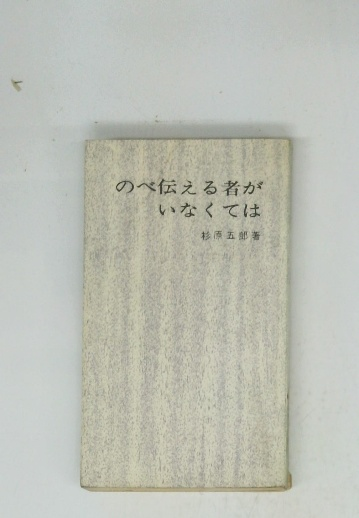 のべ伝える者が
いなくては
杉原五郎著